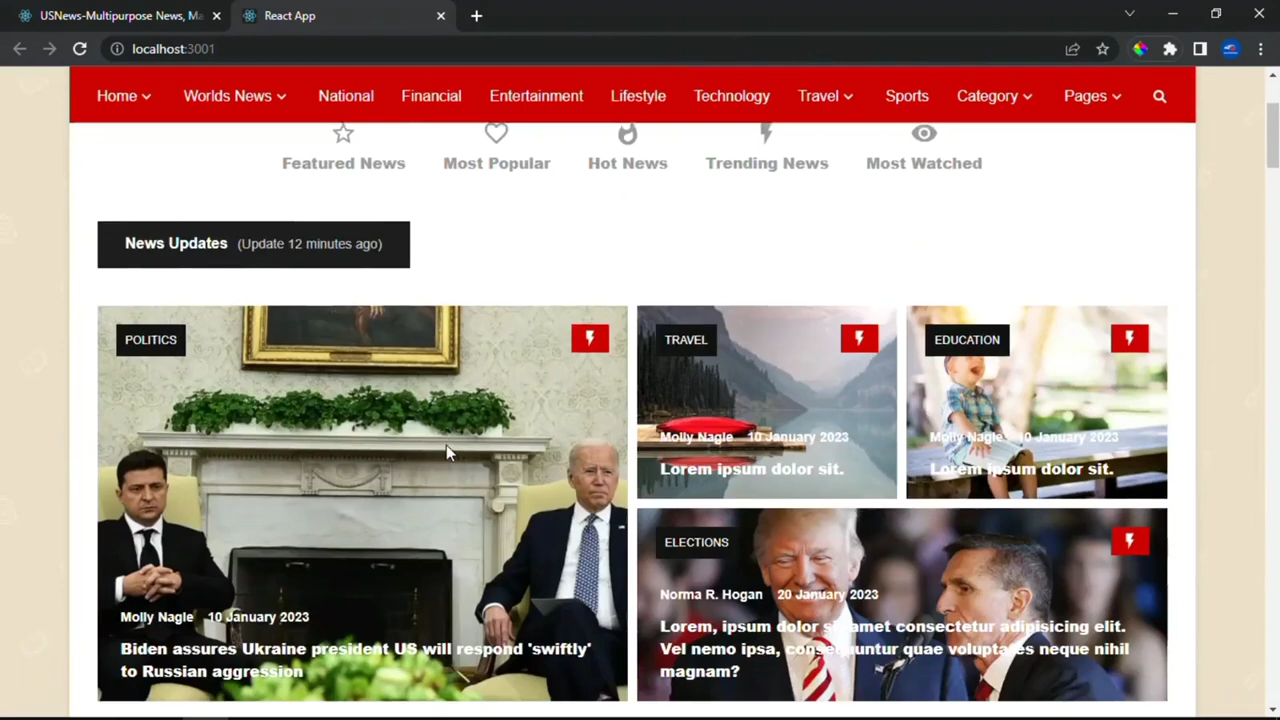 USNews-Multipurpose News, Ma
React App
localhost:3001
Home
Worlds News
National
Financial
Entertainment
Lifestyle
Technology
Travel
Sports
Category
Pages
Featured News
Most Popular
Hot News
Trending News
Most Watched
News Updates (Update 12 minutes ago)
POLITICS
Molly Nagle 10 January 2023
Biden assures Ukraine president US will respond 'swiftly'
to Russian aggression
TRAVEL
Molly Nagle 10 January 2023
Lorem ipsum dolor sit.
EDUCATION
Molly Nagle 10 January 2023
Lorem ipsum dolor sit.
ELECTIONS
Norma R. Hogan 20 January 2023
Lorem, ipsum dolor sit amet consectetur adipisicing elit.
Vel nemo ipsa, consequuntur quae voluptates neque nihil
magnam?